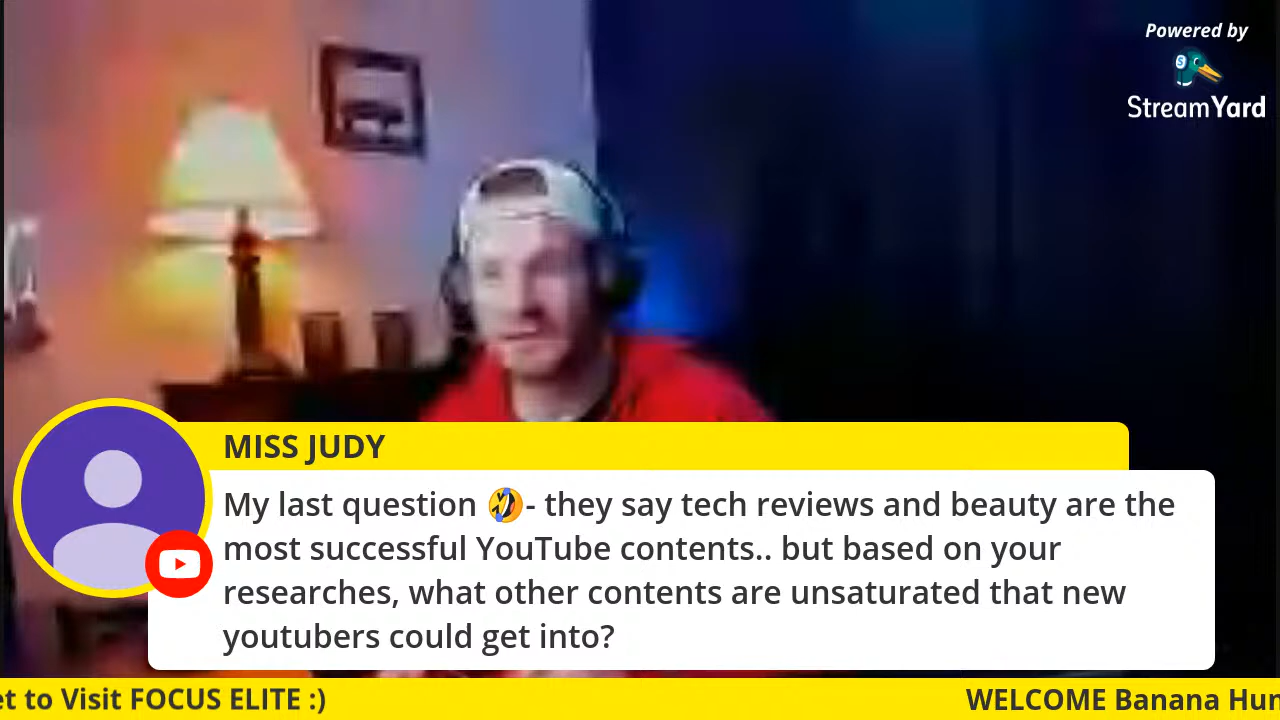 Powered by
StreamYard
MISS JUDY
My last question 🤣- they say tech reviews and beauty are the
most successful YouTube contents.. but based on your
researches, what other contents are unsaturated that new
youtubers could get into?
et to Visit FOCUS ELITE :)
WELCOME Banana Hun